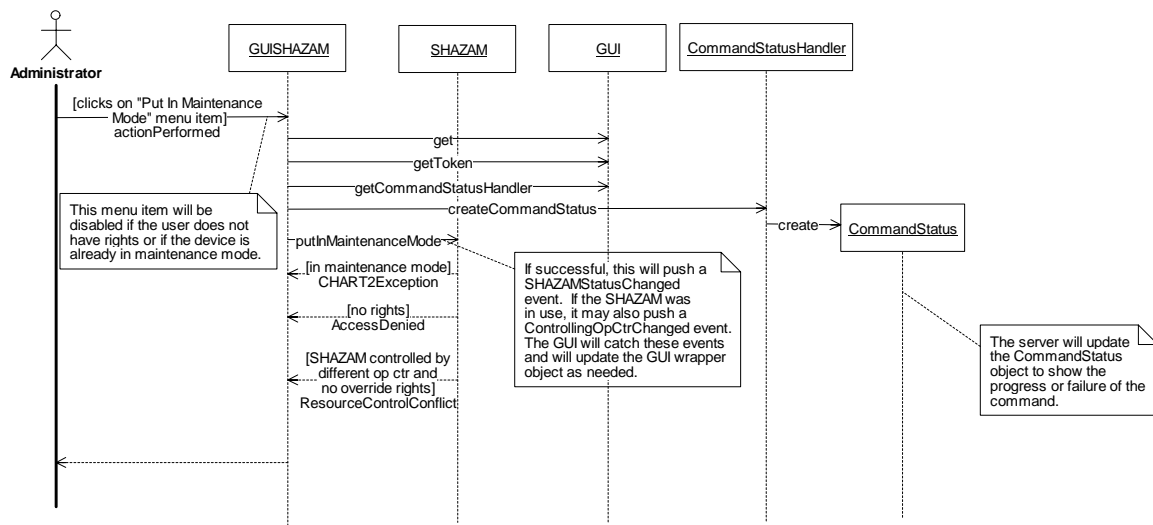 GUISHAZAM
SHAZAM
GUI
CommandStatusHandler
Administrator
[clicks on "Put In Maintenance
Mode" menu item]
actionPerformed
get
getToken
getCommandStatusHandler
createCommandStatus
create
CommandStatus
This menu item will be
disabled if the user does not
have rights or if the device is
already in maintenance mode.
putInMaintenanceMode
[in maintenance mode]
CHART2Exception
[no rights]
AccessDenied
[SHAZAM controlled by
different op ctr and
no override rights]
ResourceControlConflict
If successful, this will push a
SHAZAMStatusChanged
event. If the SHAZAM was
in use, it may also push a
ControllingOpCtrChanged event.
The GUI will catch these events
and will update the GUI wrapper
object as needed.
The server will update
the CommandStatus
object to show the
progress or failure of the
command.